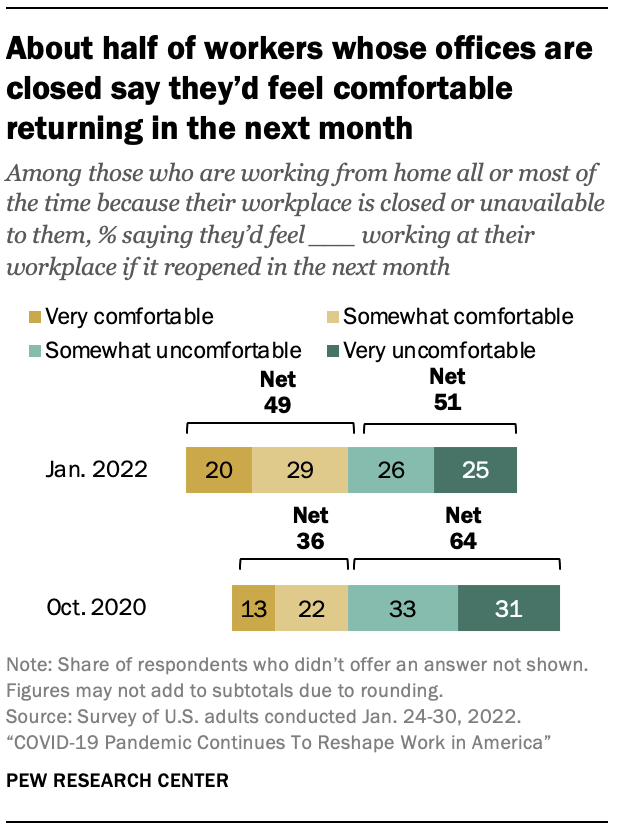 About half of workers whose offices are
closed say they’d feel comfortable
returning in the next month
Among those who are working from home all or most of
the time because their workplace is closed or unavailable
to them, % saying they’d feel ___ working at their
workplace if it reopened in the next month
Very comfortable
Somewhat comfortable
Somewhat uncomfortable
Very uncomfortable
Net
49
Net
51
Jan. 2022
20
29
26
25
Net
36
Net
64
Oct. 2020
13
22
33
31
Note: Share of respondents who didn’t offer an answer not shown.
Figures may not add to subtotals due to rounding.
Source: Survey of U.S. adults conducted Jan. 24-30, 2022.
“COVID-19 Pandemic Continues To Reshape Work in America”
PEW RESEARCH CENTER